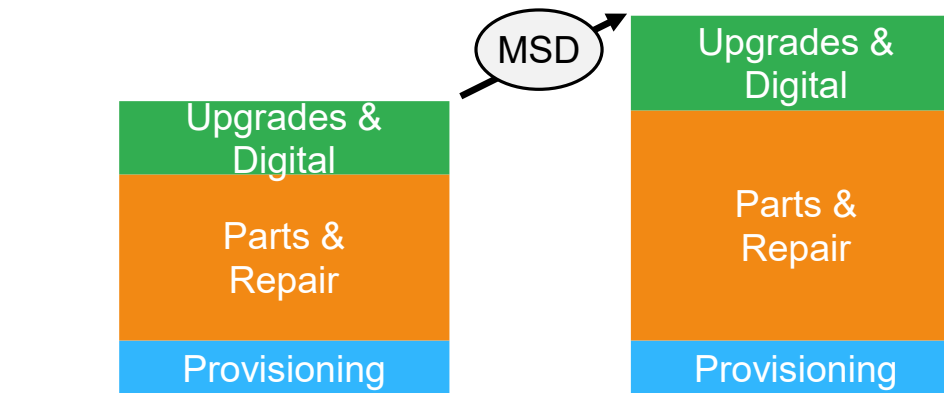 MSD
Upgrades &
Digital
Parts &
Repair
Provisioning
Upgrades &
Digital
Parts &
Repair
Provisioning